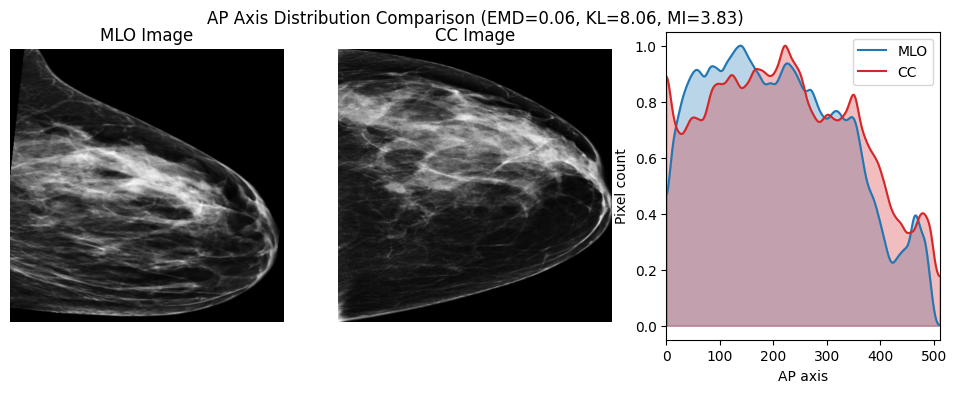 AP Axis Distribution Comparison (EMD=0.06, KL=8.06, MI=3.83)
MLO Image
CC Image
MLO
CC
1.0
0.8
0.6
0.4
0.2
0.0
Pixel count
0 100 200 300 400 500
AP axis